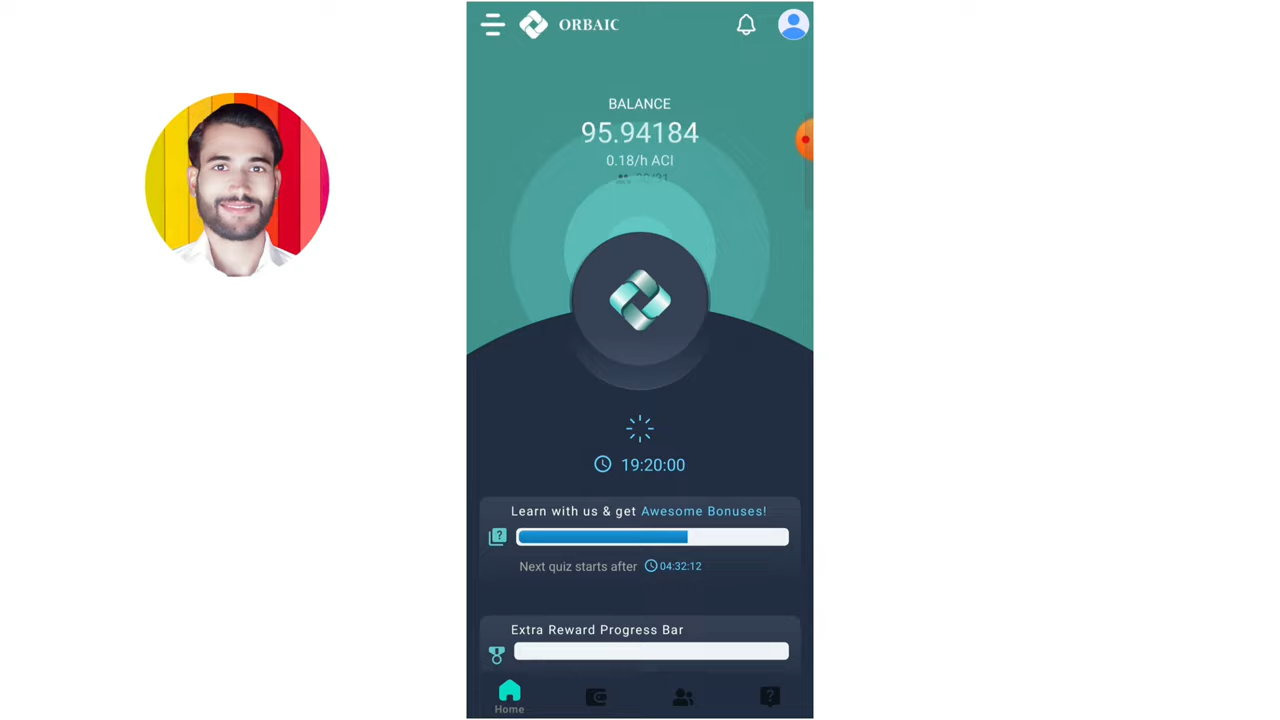 ORBAIC
BALANCE
95.94184
0.18/h ACI
19:20:00
Learn with us & get Awesome Bonuses!
Next quiz starts after 04:32:12
Extra Reward Progress Bar
Home